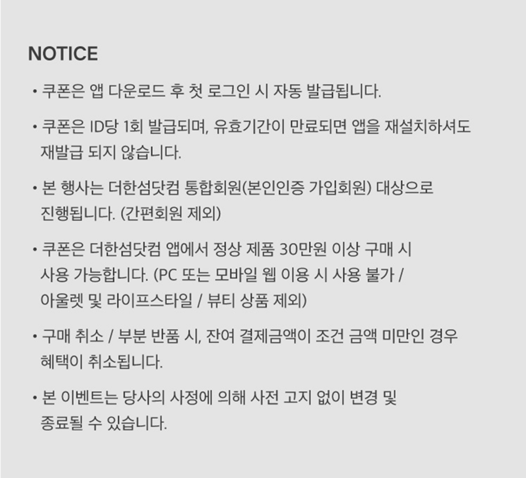 NOTICE
• 쿠폰은 앱 다운로드 후 첫 로그인 시 자동 발급됩니다.
• 쿠폰은 ID당 1회 발급되며, 유효기간이 만료되면 앱을 재설치하셔도
재발급 되지 않습니다.
• 본 행사는 더한섬닷컴 통합회원(본인인증 가입회원) 대상으로
진행됩니다. (간편회원 제외)
• 쿠폰은 더한섬닷컴 앱에서 정상 제품 30만원 이상 구매 시
사용 가능합니다. (PC 또는 모바일 웹 이용 시 사용 불가 /
아울렛 및 라이프스타일 / 뷰티 상품 제외)
• 구매 취소 / 부분 반품 시, 잔여 결제금액이 조건 금액 미만인 경우
혜택이 취소됩니다.
• 본 이벤트는 당사의 사정에 의해 사전 고지 없이 변경 및
종료될 수 있습니다.